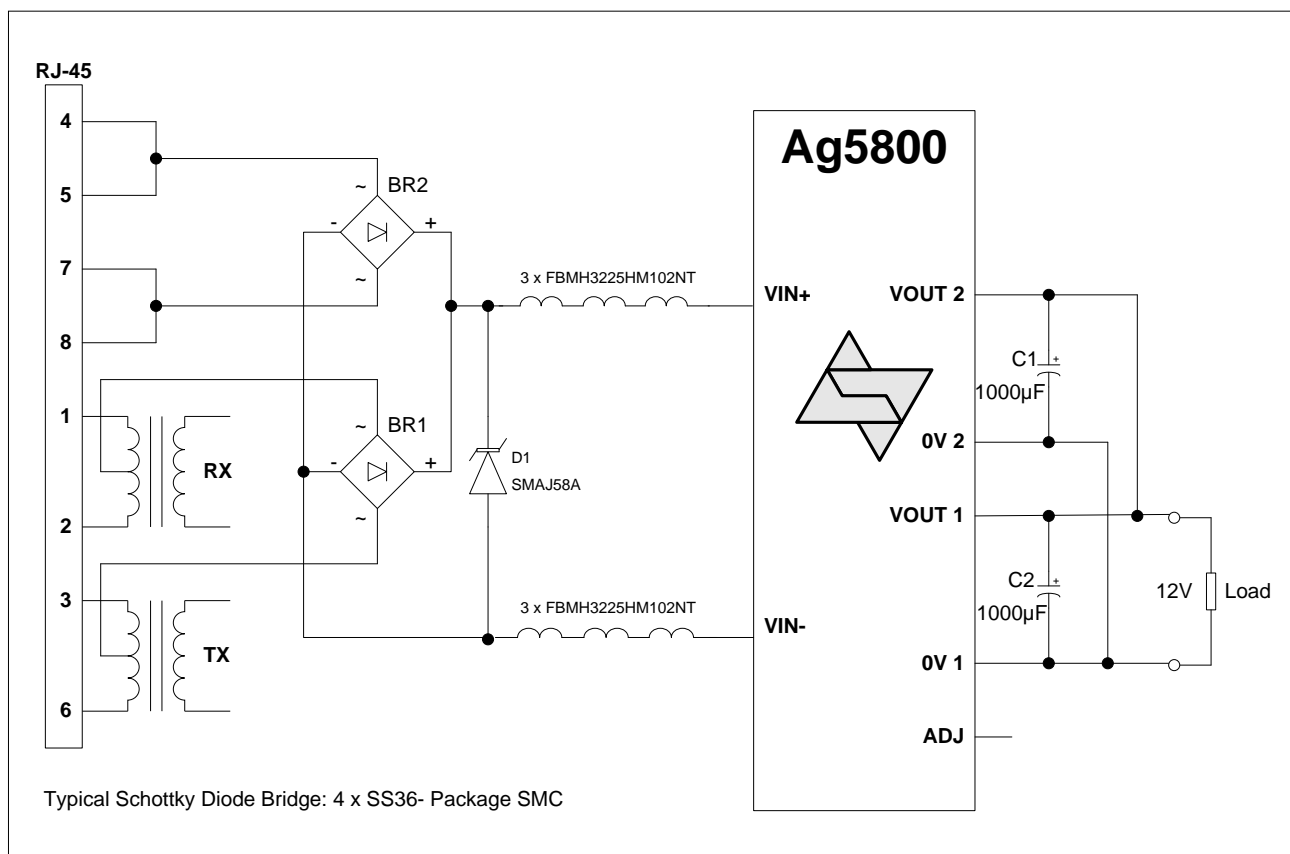 RJ-45
4
5
7
8
1
2
3
6
RX
TX
~
BR2
-
+
~
~
BR1
-
+
~
3 x FBMH3225HM102NT
D1
SMAJ58A
3 x FBMH3225HM102NT
Ag5800
VIN+
VIN-
VOUT 2
0V 2
VOUT 1
0V 1
ADJ
C1
+
1000µF
C2
+
1000µF
12V
Load
Typical Schottky Diode Bridge: 4 x SS36- Package SMC